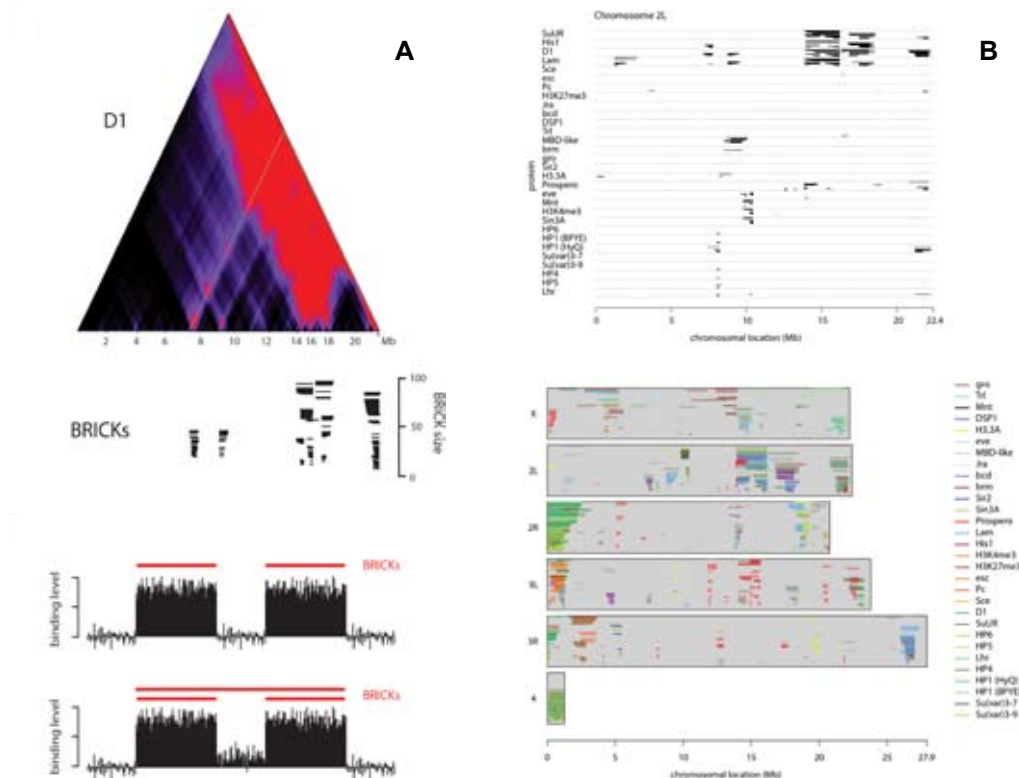 A
D1
2 4 6 8 10 12 14 16 18 20 Mb
BRICKs
100
50
0
BRICK size
BRICKs
binding level
BRICKs
binding level
B
Chromosome 2L
protein
SuUR
His1
D1
Lam
Sce
esc
Pc
H3K27me3
Jra
bcd
DSP1
Trl
MBD-like
brm
gro
Sir2
H3.3A
Prospero
eve
Mnt
H3K4me3
Sin3A
HP6
HP1 (BPYE)
HP1 (HyQ)
Su(var)3-7
Su(var)3-9
HP4
HP5
Lhr
0 5 10 15 20 22.4
chromosomal location (Mb)
X
2L
2R
3L
3R
4
0 5 10 15 20 25 27.9
chromosomal location (Mb)
gro
Trl
Mnt
DSP1
H3.3A
eve
MBD-like
Jra
bcd
brm
Sir2
Sin3A
Prospero
Lam
His1
H3K4me3
H3K27me3
esc
Pc
Sce
D1
SuUR
HP6
HP5
Lhr
HP4
HP1 (HyQ)
HP1 (BPYE)
Su(var)3-7
Su(var)3-9